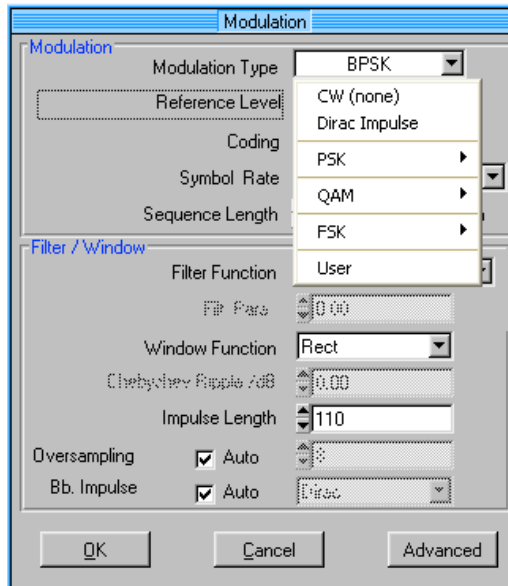 Modulation
Modulation
Modulation Type BPSK
Reference Level
CW (none)
Dirac Impulse
Coding
PSK
Symbol Rate
QAM
Sequence Length
FSK
Filter / Window
User
Filter Function
Filt. Para. 0.00
Window Function Rect
Chebychev Ripple /dB 0.00
Impulse Length 110
Oversampling Auto 8
Bb. Impulse Auto Dirac
OK Cancel Advanced